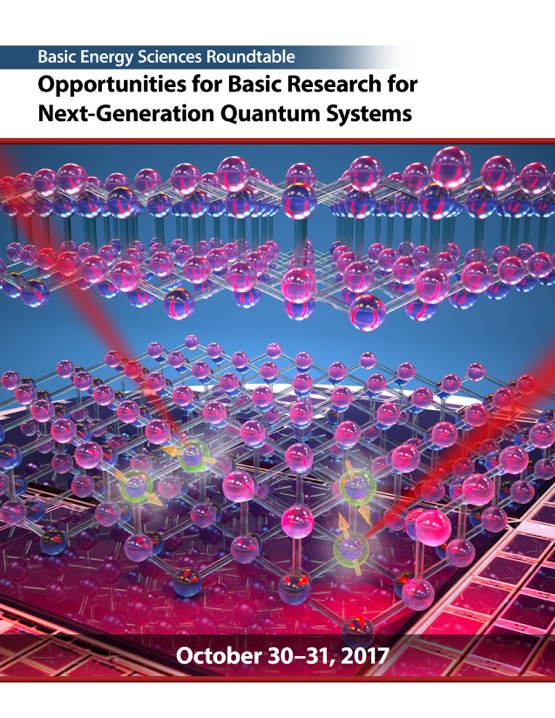 Basic Energy Sciences Roundtable
Opportunities for Basic Research for
Next-Generation Quantum Systems
October 30–31, 2017